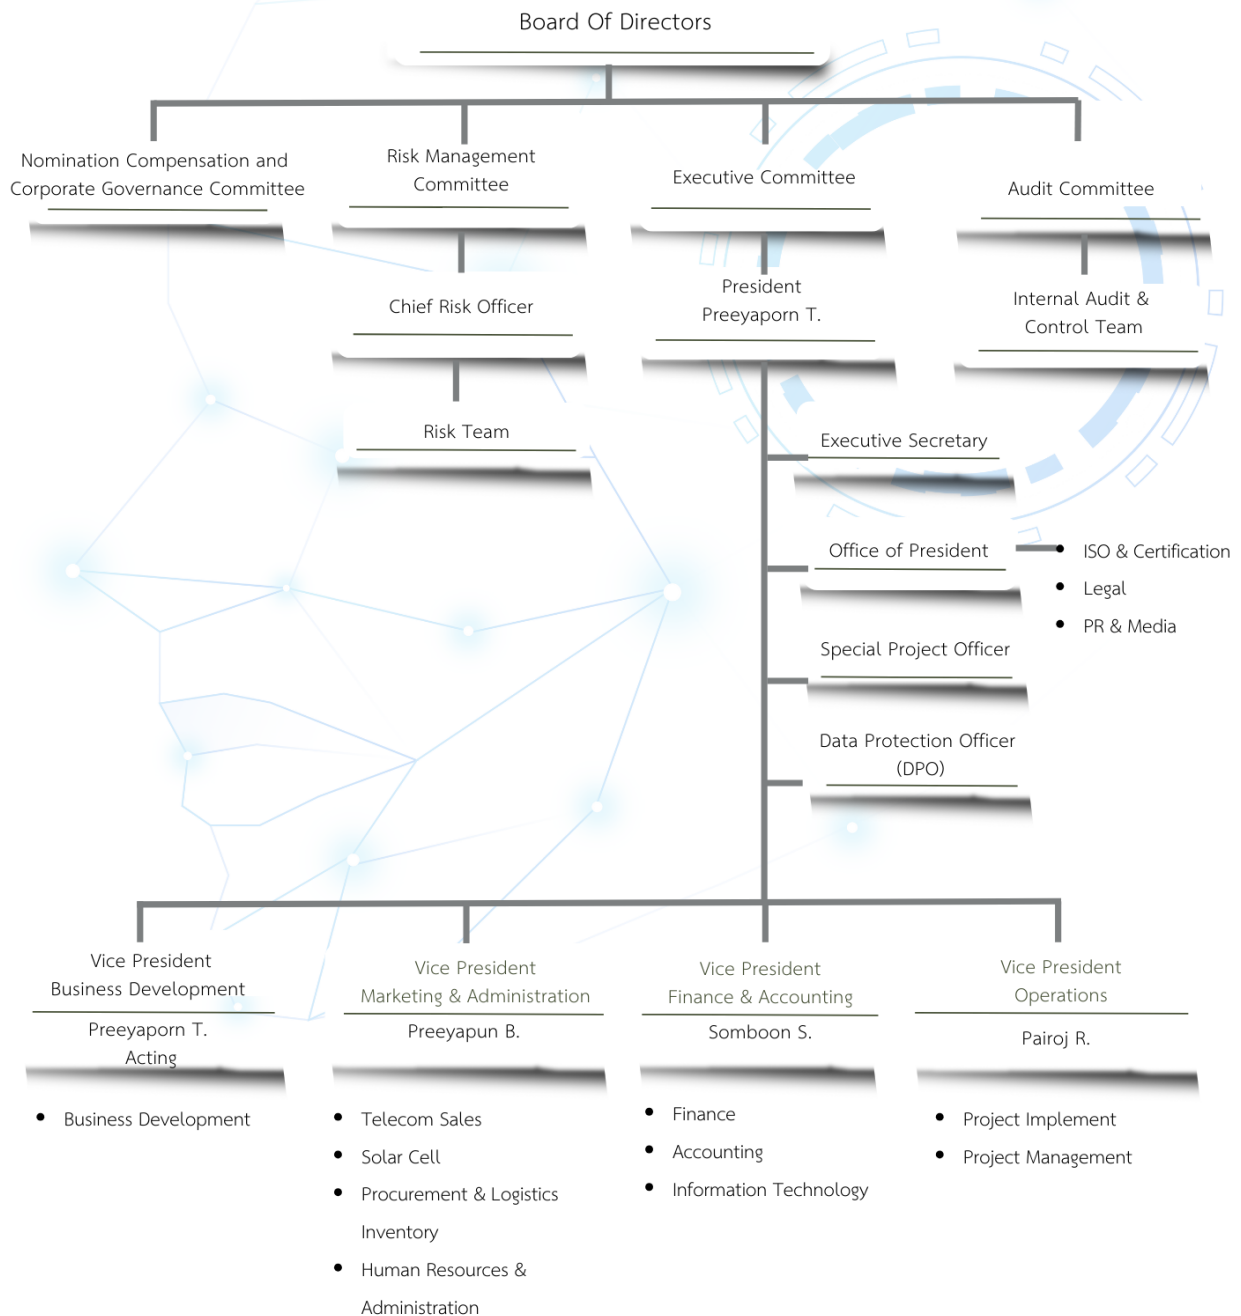 Board Of Directors
Nomination Compensation and
Corporate Governance Committee
Risk Management
Committee
Executive Committee
Audit Committee
Chief Risk Officer
President
Preeyaporn T.
Internal Audit &
Control Team
Risk Team
Executive Secretary
Office of President
• ISO & Certification
• Legal
• PR & Media
Special Project Officer
Data Protection Officer
(DPO)
Vice President
Business Development
Preeyaporn T.
Acting
• Business Development
Vice President
Marketing & Administration
Preeyapun B.
• Telecom Sales
• Solar Cell
• Procurement & Logistics
Inventory
• Human Resources &
Administration
Vice President
Finance & Accounting
Somboon S.
• Finance
• Accounting
• Information Technology
Vice President
Operations
Pairoj R.
• Project Implement
• Project Management